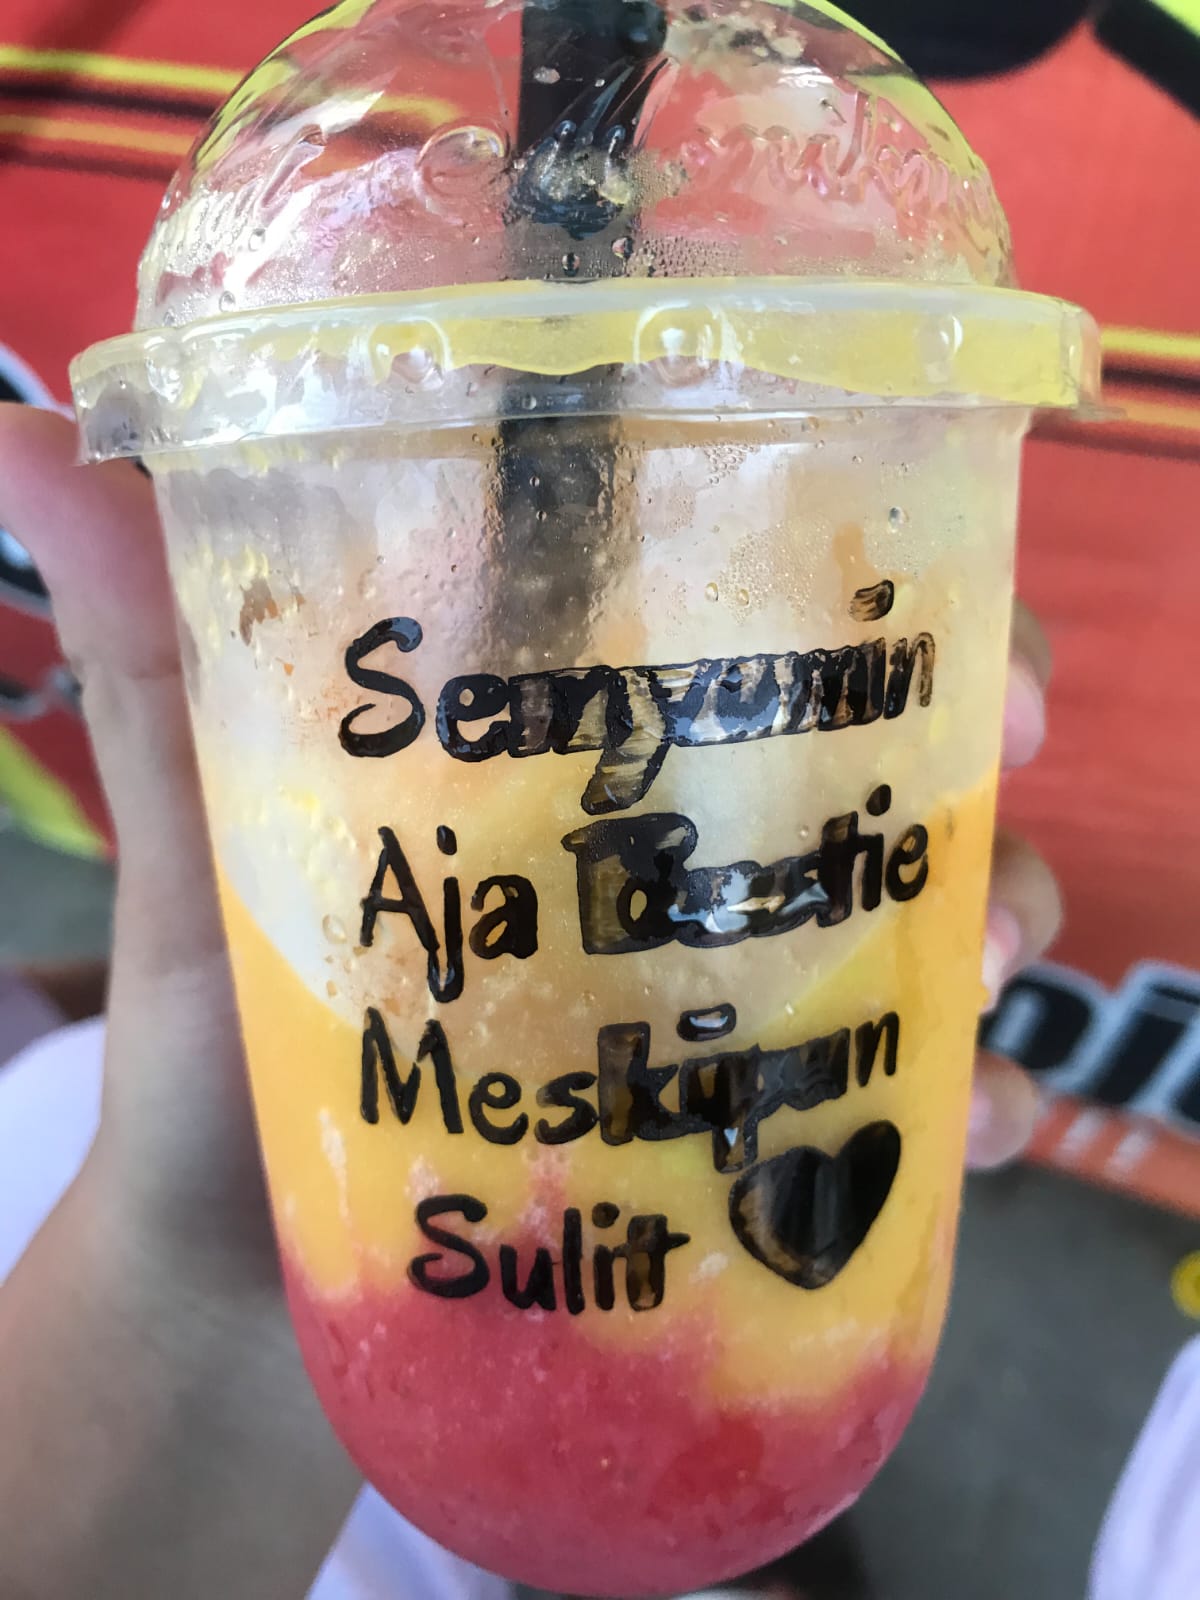 Senyumin
Aja Bestie
Meskipun
Sulit